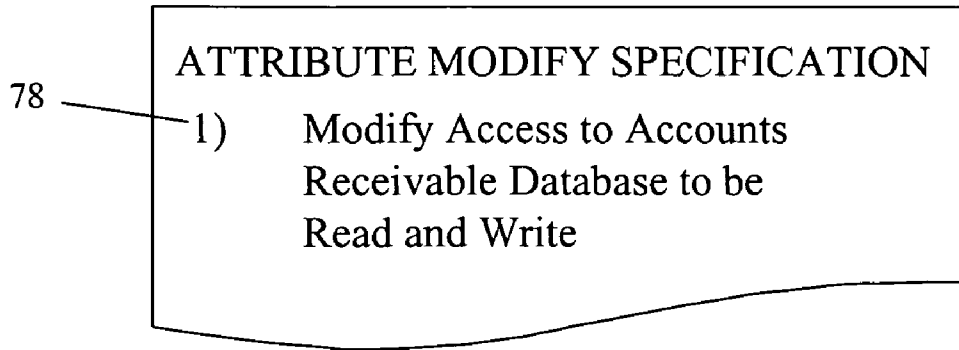 ATTRIBUTE MODIFY SPECIFICATION
78
1) Modify Access to Accounts
Receivable Database to be
Read and Write